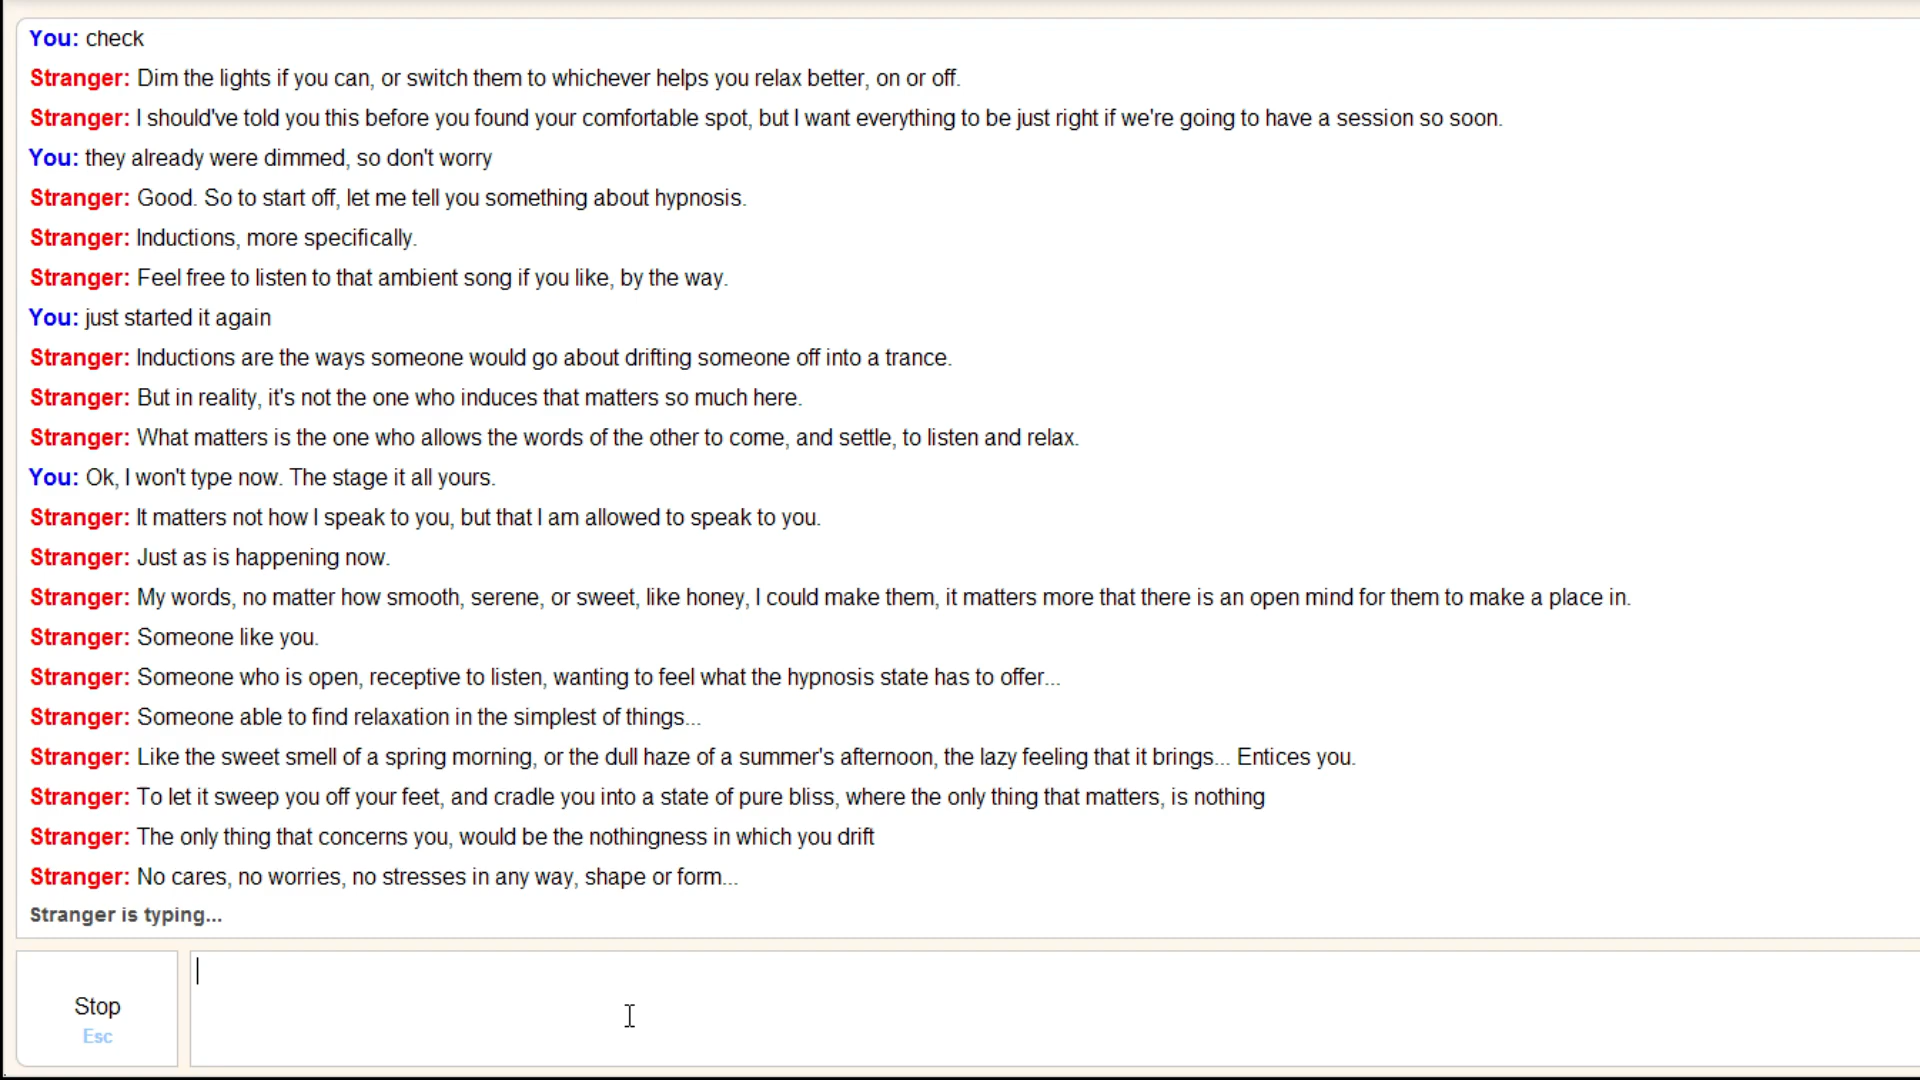 You: check
Stranger: Dim the lights if you can, or switch them to whichever helps you relax better, on or off.
Stranger: I should've told you this before you found your comfortable spot, but I want everything to be just right if we're going to have a session so soon.
You: they already were dimmed, so don't worry
Stranger: Good. So to start off, let me tell you something about hypnosis.
Stranger: Inductions, more specifically.
Stranger: Feel free to listen to that ambient song if you like, by the way.
You: just started it again
Stranger: Inductions are the ways someone would go about drifting someone off into a trance.
Stranger: But in reality, it's not the one who induces that matters so much here.
Stranger: What matters is the one who allows the words of the other to come, and settle, to listen and relax.
You: Ok, I won't type now. The stage it all yours.
Stranger: It matters not how I speak to you, but that I am allowed to speak to you.
Stranger: Just as is happening now.
Stranger: My words, no matter how smooth, serene, or sweet, like honey, I could make them, it matters more that there is an open mind for them to make a place in.
Stranger: Someone like you.
Stranger: Someone who is open, receptive to listen, wanting to feel what the hypnosis state has to offer...
Stranger: Someone able to find relaxation in the simplest of things...
Stranger: Like the sweet smell of a spring morning, or the dull haze of a summer's afternoon, the lazy feeling that it brings... Entices you.
Stranger: To let it sweep you off your feet, and cradle you into a state of pure bliss, where the only thing that matters, is nothing
Stranger: The only thing that concerns you, would be the nothingness in which you drift
Stranger: No cares, no worries, no stresses in any way, shape or form...
Stranger is typing...
Stop
Esc